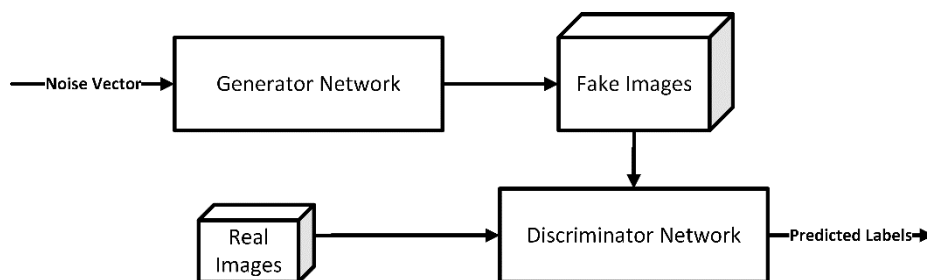 Noise Vector
Generator Network
Fake Images
Real
Images
Discriminator Network
Predicted Labels